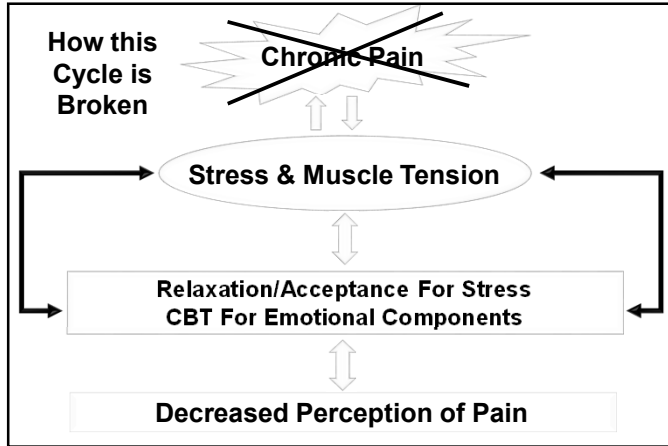 How this
Cycle is
Broken
Chronic Pain
Stress & Muscle Tension
Relaxation/Acceptance For Stress
CBT For Emotional Components
Decreased Perception of Pain